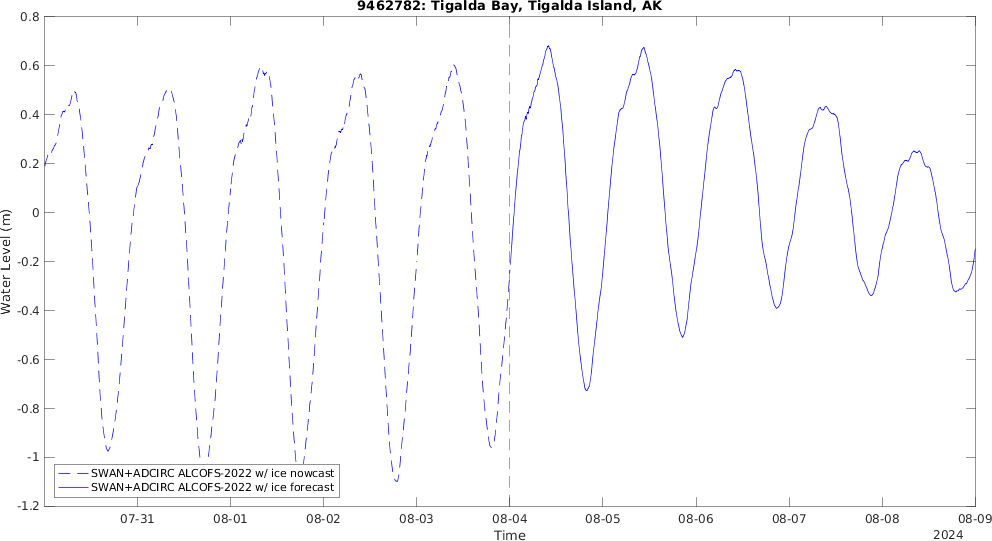 9462782: Tigalda Bay, Tigalda Island, AK
Water Level (m)
0.8
0.6
0.4
0.2
0
-0.2
-0.4
-0.6
-0.8
-1
-1.2
SWAN+ADCIRC ALCOFS-2022 w/ ice nowcast
SWAN+ADCIRC ALCOFS-2022 w/ ice forecast
07-31 08-01 08-02 08-03 08-04 08-05 08-06 08-07 08-08 08-09
Time
2024